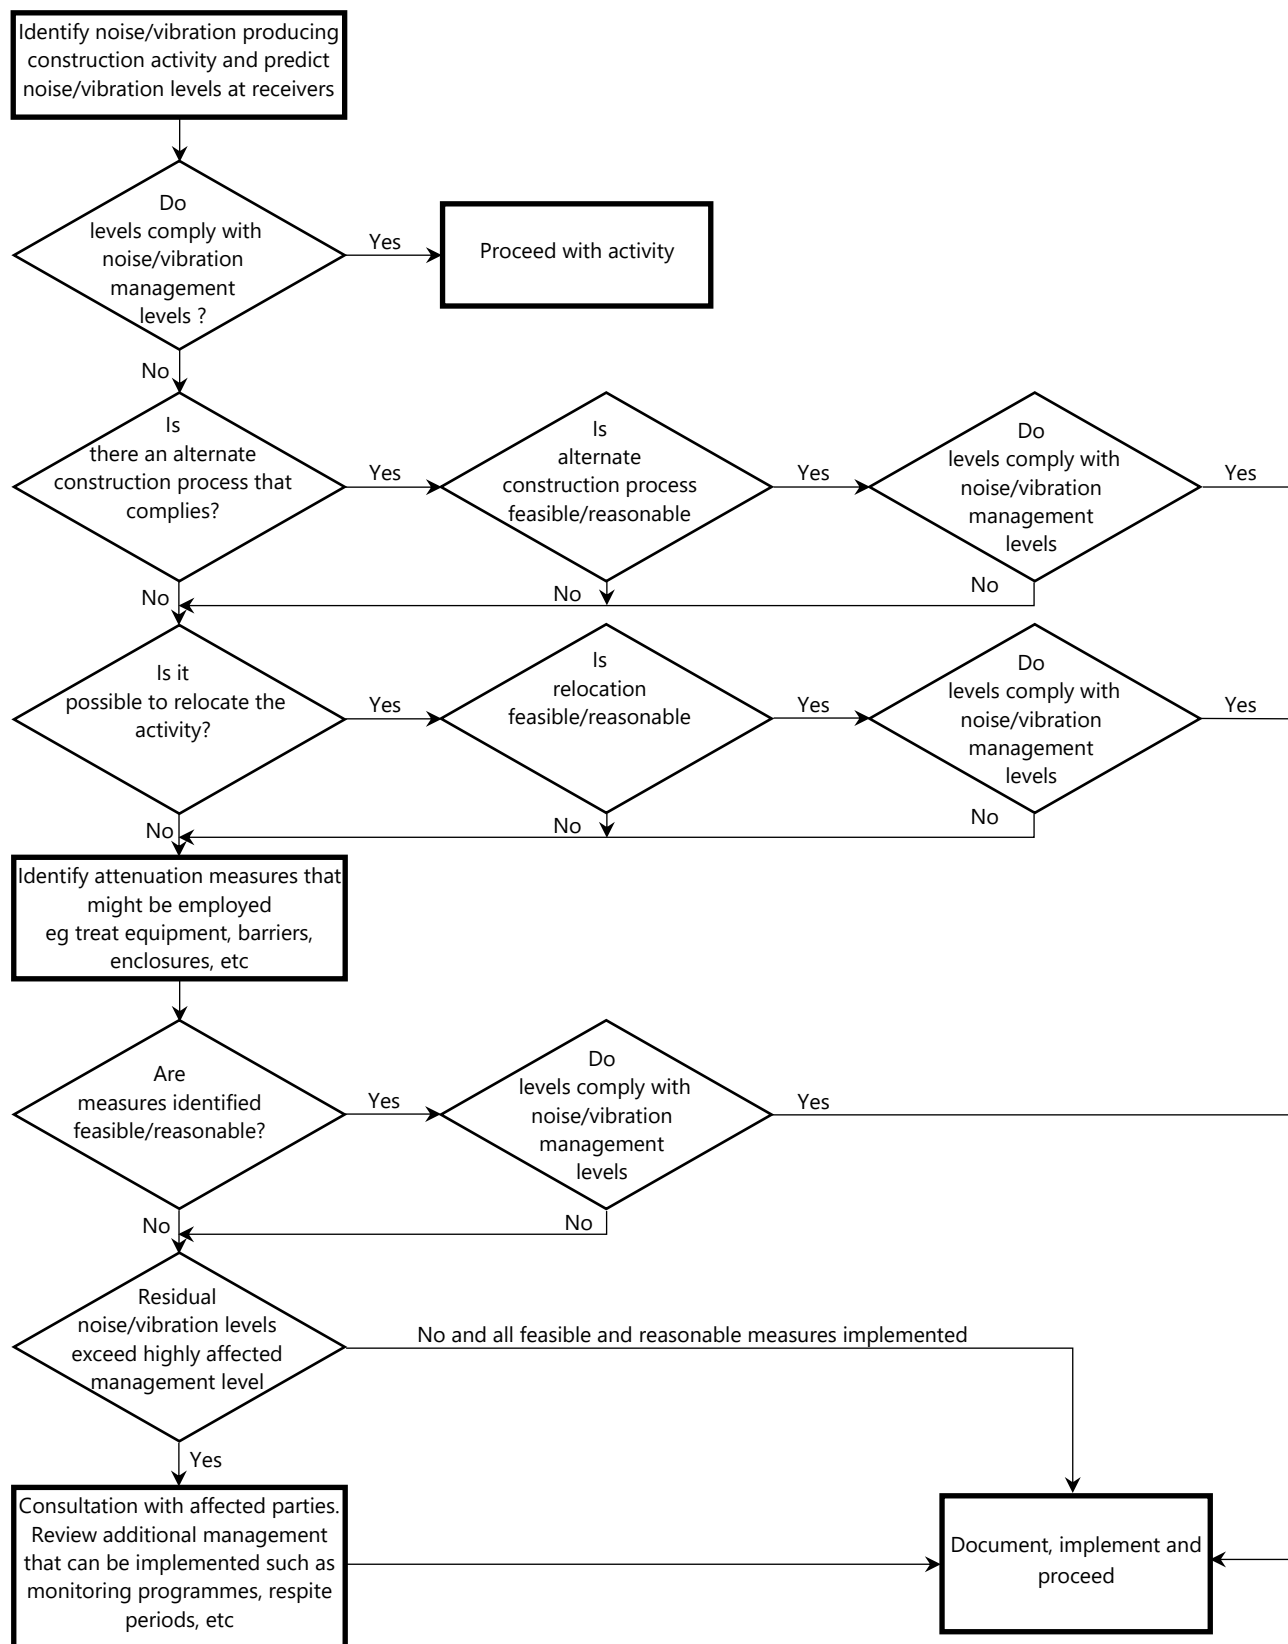 Identify noise/vibration producing
construction activity and predict
noise/vibration levels at receivers
Do
levels comply with
noise/vibration
management
levels ?
Yes
Proceed with activity
No
Is
there an alternate
construction process that
complies?
Yes
Is
alternate
construction process
feasible/reasonable
Yes
Do
levels comply with
noise/vibration
management
levels
Yes
No
No
No
Is it
possible to relocate the
activity?
Yes
Is
relocation
feasible/reasonable
Yes
Do
levels comply with
noise/vibration
management
levels
Yes
No
No
No
Identify attenuation measures that
might be employed
eg treat equipment, barriers,
enclosures, etc
Are
measures identified
feasible/reasonable?
Yes
Do
levels comply with
noise/vibration
management
levels
Yes
No
No
Residual
noise/vibration levels
exceed highly affected
management level
No and all feasible and reasonable measures implemented
Yes
Consultation with affected parties.
Review additional management
that can be implemented such as
monitoring programmes, respite
periods, etc
Document, implement and
proceed